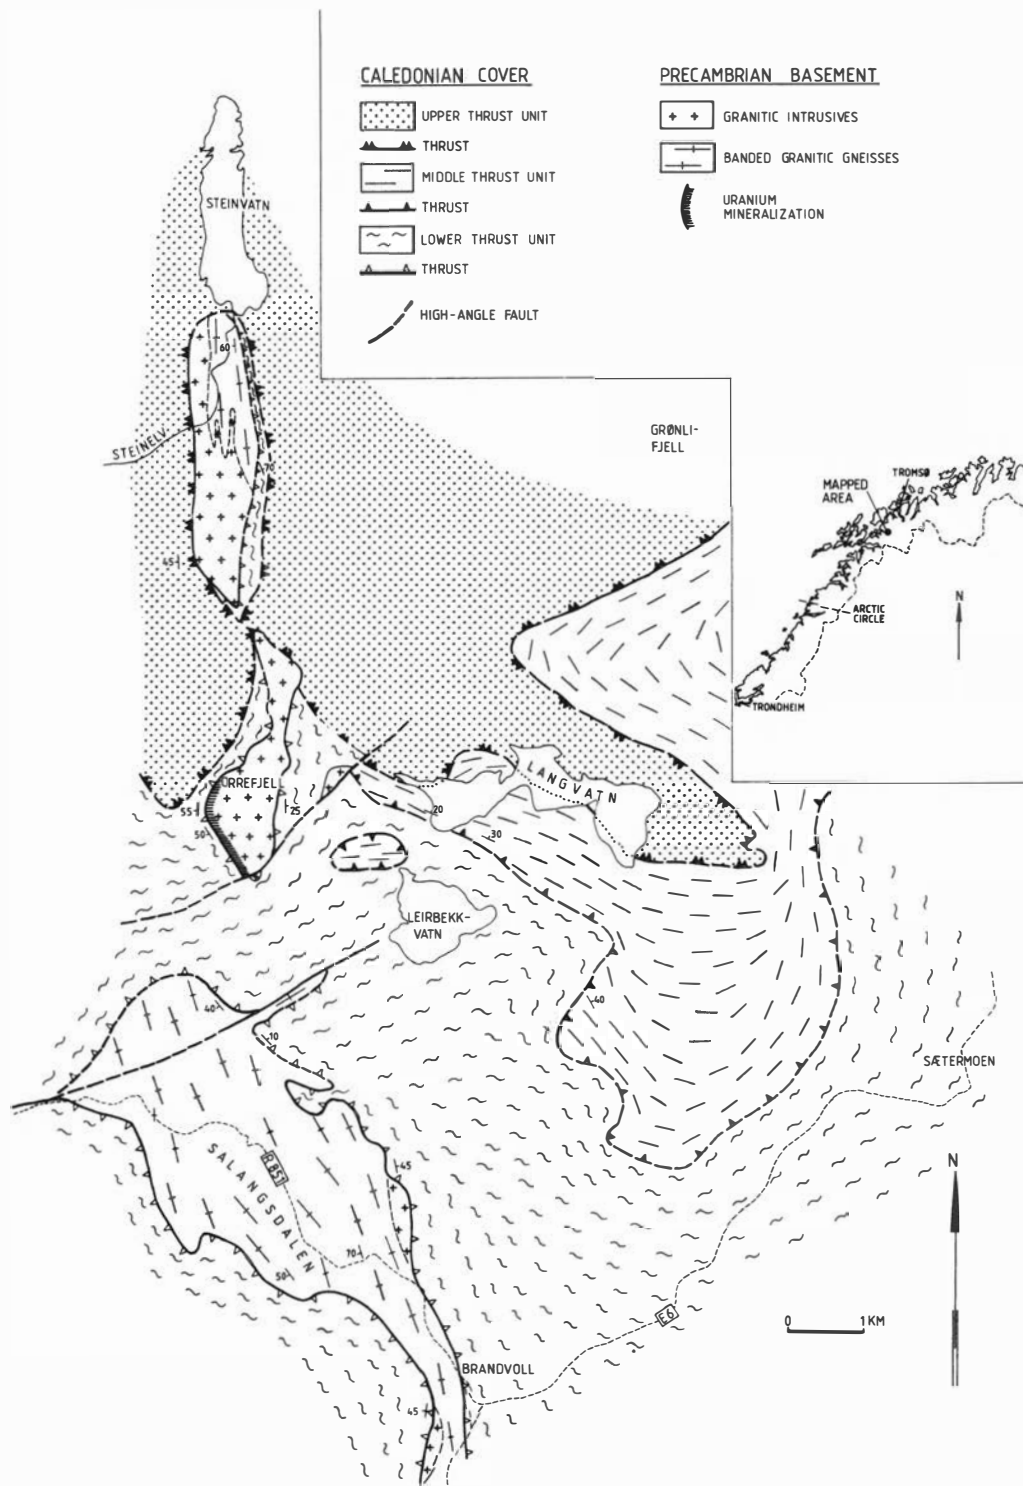 CALEDONIAN COVER
UPPER THRUST UNIT
THRUST
MIDDLE THRUST UNIT
THRUST
LOWER THRUST UNIT
THRUST
HIGH-ANGLE FAULT
PRECAMBRIAN BASEMENT
GRANITIC INTRUSIVES
BANDED GRANITIC GNEISSES
URANIUM
MINERALIZATION
STEINVATN
60
STEINELV
70
45
GRØNLI-
FJELL
TROMSØ
MAPPED
AREA
N
ARCTIC
CIRCLE
TRONDHEIM
ORREFJELL
55
50
25
LANGVATN
20
30
LEIRBEKK-
VATN
40
10
40
SÆTERMOEN
SALANGSDALEN
R 851
45
70
50
N
0 1 KM
E6
BRANDVOLL
45